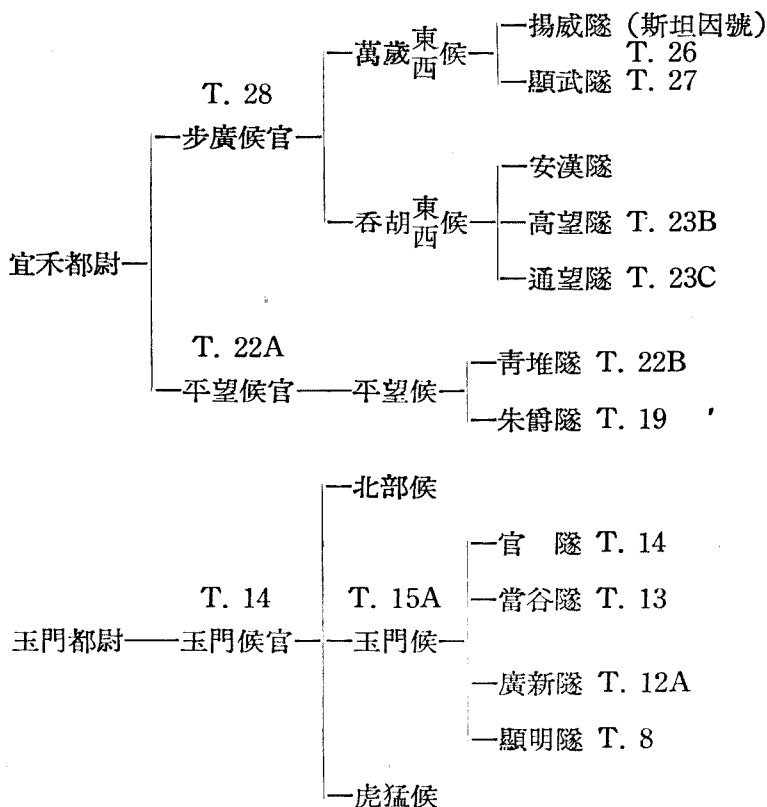 揚威隧 (斯坦因號)
萬歲東西候 T. 26
T. 28 顯武隧 T. 27
步廣候官
安漢隧
吞胡東西候 高望隧 T. 23B
宜禾都尉 通望隧 T. 23C
T. 22A 靑堆隧 T. 22B
平望候官 平望候
朱爵隧 T. 19
北部候
官 隧 T. 14
T. 14 T. 15A 當谷隧 T. 13
玉門都尉 玉門候官 玉門候
廣新隧 T. 12A
顯明隧 T. 8
虎猛候